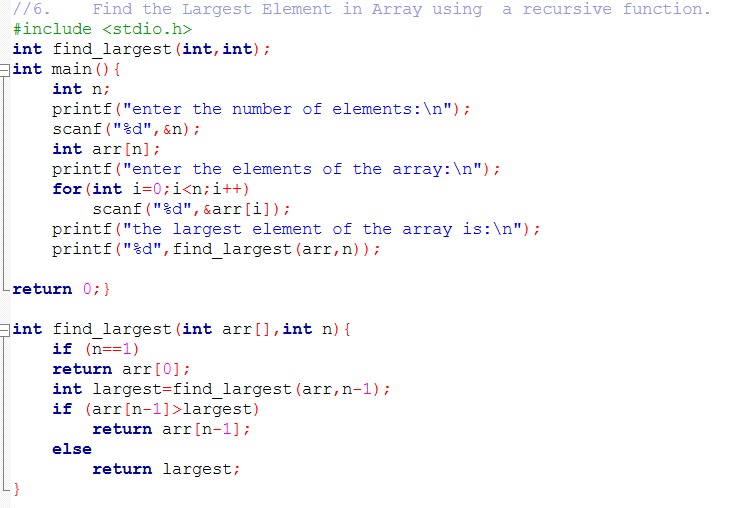 //6.    Find the Largest Element in Array using  a recursive function.
#include <stdio.h>
int find_largest(int,int);
int main(){
    int n;
    printf("enter the number of elements:\n");
    scanf("%d",&n);
    int arr[n];
    printf("enter the elements of the array:\n");
    for(int i=0;i<n;i++)
        scanf("%d",&arr[i]);
    printf("the largest element of the array is:\n");
    printf("%d",find_largest(arr,n));
return 0;}
int find_largest(int arr[],int n){
    if (n==1)
    return arr[0];
    int largest=find_largest(arr,n-1);
    if (arr[n-1]>largest)
        return arr[n-1];
    else
        return largest;
}